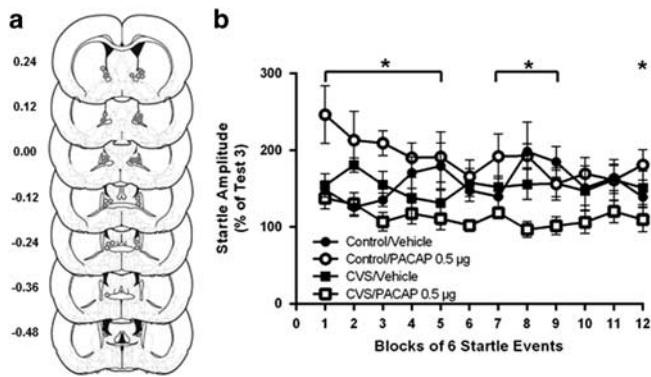 a
0.24
0.12
0.00
-0.12
-0.24
-0.36
-0.48
b
*
*
*
300
200
100
0
Startle Amplitude
(% of Test 3)
Control/Vehicle
Control/PACAP 0.5 µg
CVS/Vehicle
CVS/PACAP 0.5 µg
0 1 2 3 4 5 6 7 8 9 10 11 12
Blocks of 6 Startle Events